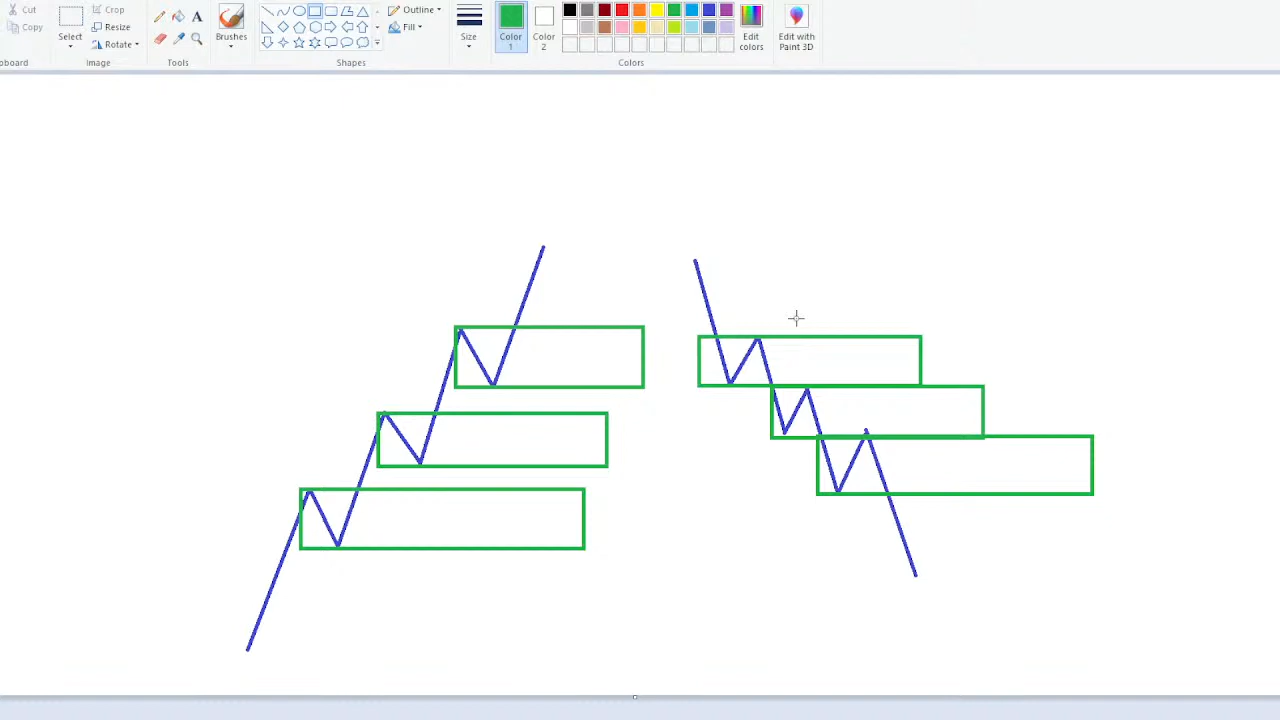 Cut
Copy
oboard
Select
Crop
Resize
Rotate
Image
A
Tools
Brushes
Outline
Fill
Shapes
Size
Color
1
Color
2
Colors
Edit
colors
Edit with
Paint 3D